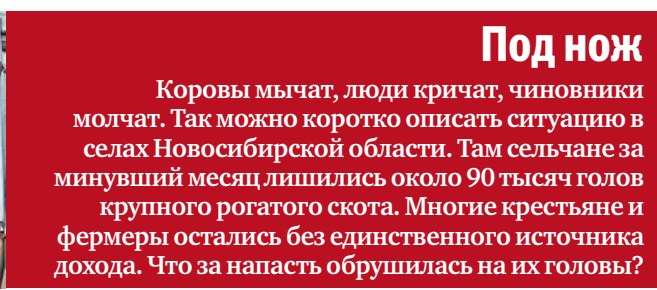 Под нож
Коровы мычат, люди кричат, чиновники
молчат. Так можно коротко описать ситуацию в
селах Новосибирской области. Там сельчане за
минувший месяц лишились около 90 тысяч голов
крупного рогатого скота. Многие крестьяне и
фермеры остались без единственного источника
дохода. Что за напасть обрушилась на их головы?